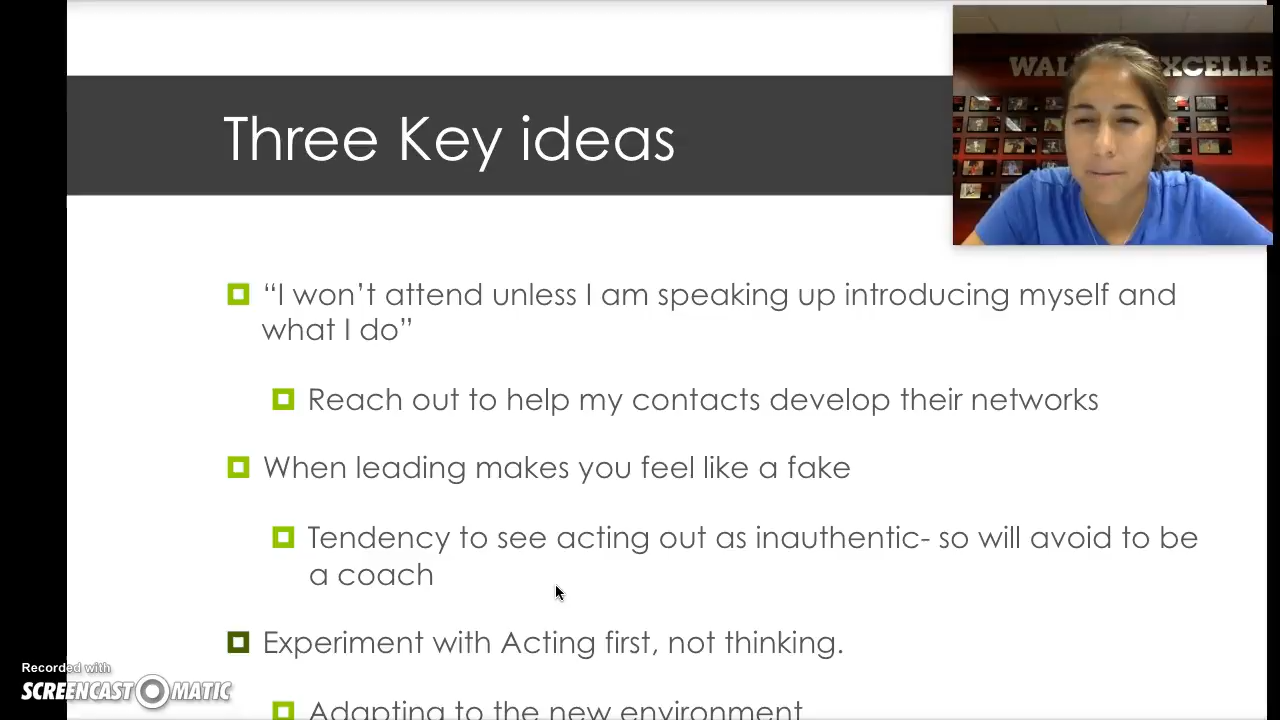 WAL EXCELLE
Three Key ideas
“I won’t attend unless I am speaking up introducing myself and
what I do”
Reach out to help my contacts develop their networks
When leading makes you feel like a fake
Tendency to see acting out as inauthentic- so will avoid to be
a coach
Experiment with Acting first, not thinking.
Adapting to the new environment
Recorded with
SCREENCAST-O-MATIC